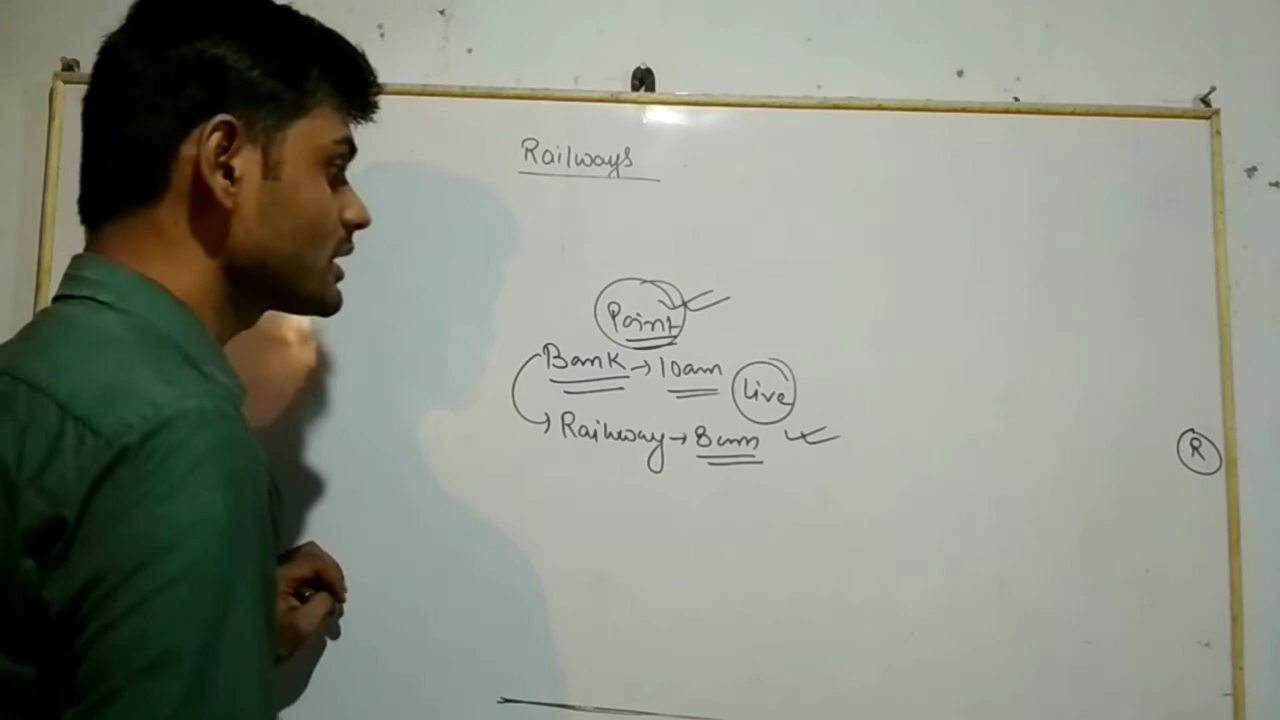 Railways
Point
Bank → 10am
Live
Railway → 8am
R